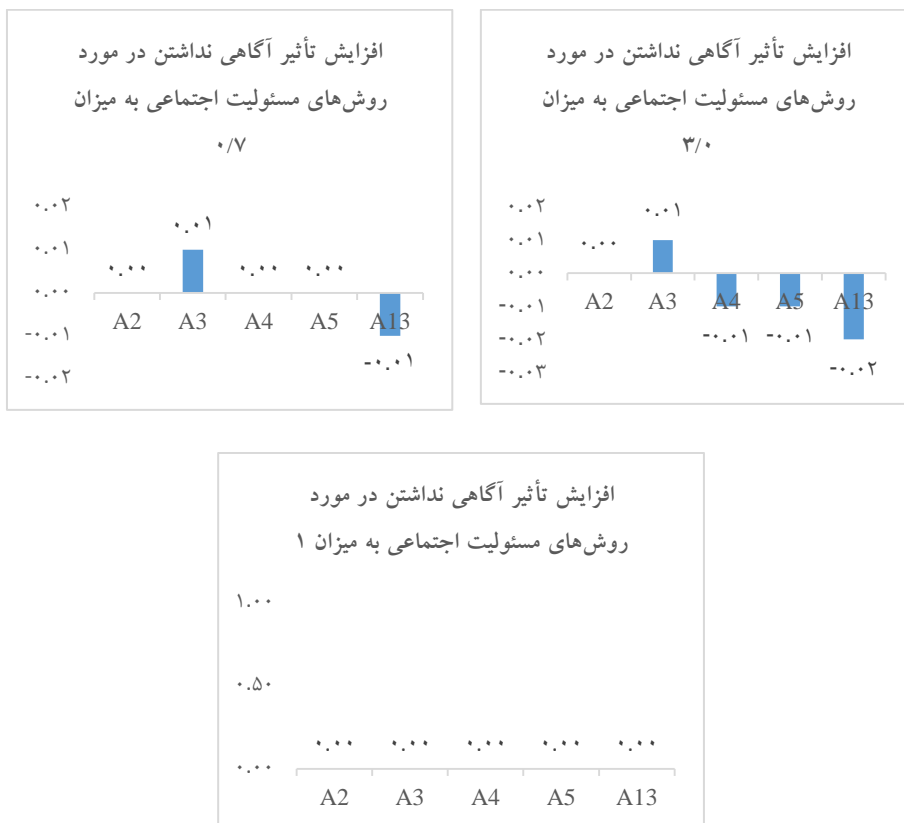 افزایش تأثیر آگاهی نداشتن در مورد
روش‌های مسئولیت اجتماعی به میزان
۳/۰
۰.۰۲
۰.۰۱
۰.۰۰
-۰.۰۱
-۰.۰۲
-۰.۰۳
۰.۰۰
۰.۰۱
-۰.۰۱
-۰.۰۱
-۰.۰۲
A2 A3 A4 A5 A13
افزایش تأثیر آگاهی نداشتن در مورد
روش‌های مسئولیت اجتماعی به میزان
۰/۷
۰.۰۲
۰.۰۱
۰.۰۰
-۰.۰۱
-۰.۰۲
۰.۰۰
۰.۰۱
۰.۰۰
۰.۰۰
-۰.۰۱
A2 A3 A4 A5 A13
افزایش تأثیر آگاهی نداشتن در مورد
روش‌های مسئولیت اجتماعی به میزان ۱
۱.۰۰
۰.۵۰
۰.۰۰
۰.۰۰ ۰.۰۰ ۰.۰۰ ۰.۰۰ ۰.۰۰
A2 A3 A4 A5 A13